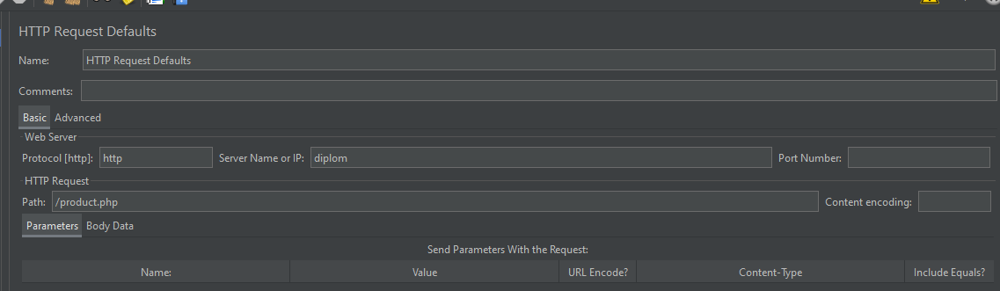 HTTP Request Defaults
Name: HTTP Request Defaults
Comments:
Basic Advanced
Web Server
Protocol [http]: http Server Name or IP: diplom Port Number:
HTTP Request
Path: /product.php Content encoding:
Parameters Body Data
Send Parameters With the Request:
Name: Value URL Encode? Content-Type Include Equals?